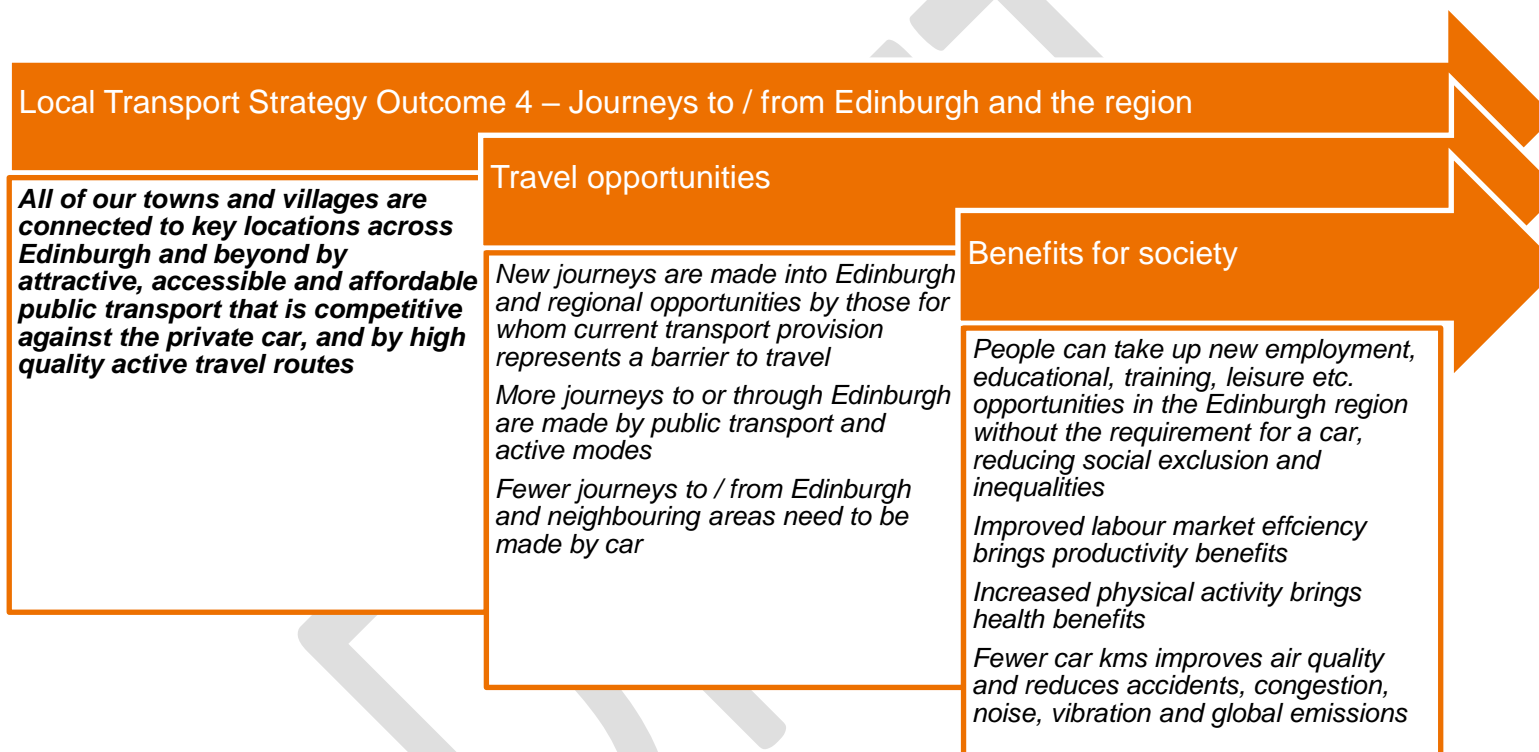 Local Transport Strategy Outcome 4 – Journeys to / from Edinburgh and the region
All of our towns and villages are
connected to key locations across
Edinburgh and beyond by
attractive, accessible and affordable
public transport that is competitive
against the private car, and by high
quality active travel routes
Travel opportunities
New journeys are made into Edinburgh
and regional opportunities by those for
whom current transport provision
represents a barrier to travel
More journeys to or through Edinburgh
are made by public transport and
active modes
Fewer journeys to / from Edinburgh
and neighbouring areas need to be
made by car
Benefits for society
People can take up new employment,
educational, training, leisure etc.
opportunities in the Edinburgh region
without the requirement for a car,
reducing social exclusion and
inequalities
Improved labour market effciency
brings productivity benefits
Increased physical activity brings
health benefits
Fewer car kms improves air quality
and reduces accidents, congestion,
noise, vibration and global emissions